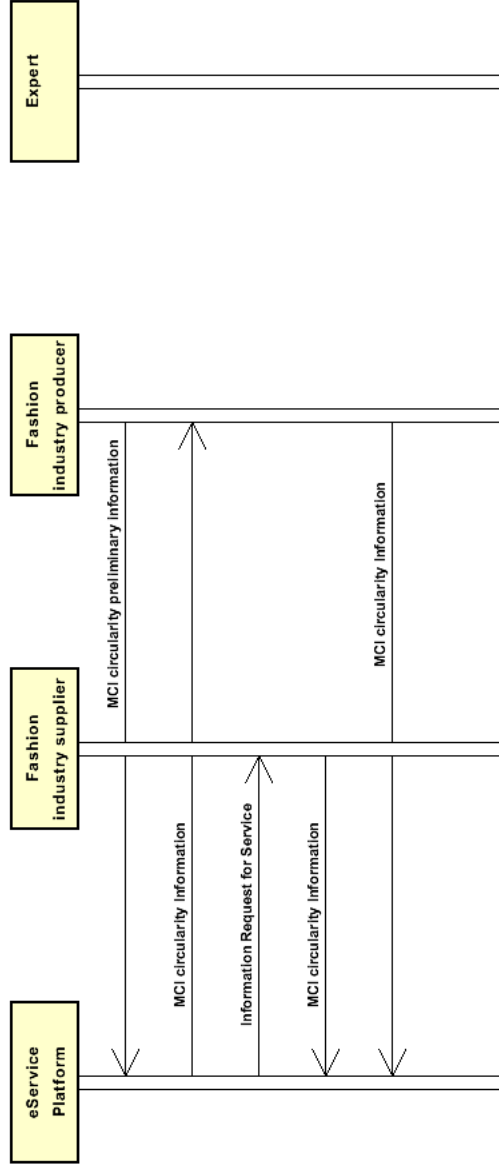 eService
Platform
Fashion
industry supplier
Fashion
industry producer
Expert
MCI circularity preliminary information
MCI circularity information
Information Request for Service
MCI circularity information
MCI circularity information